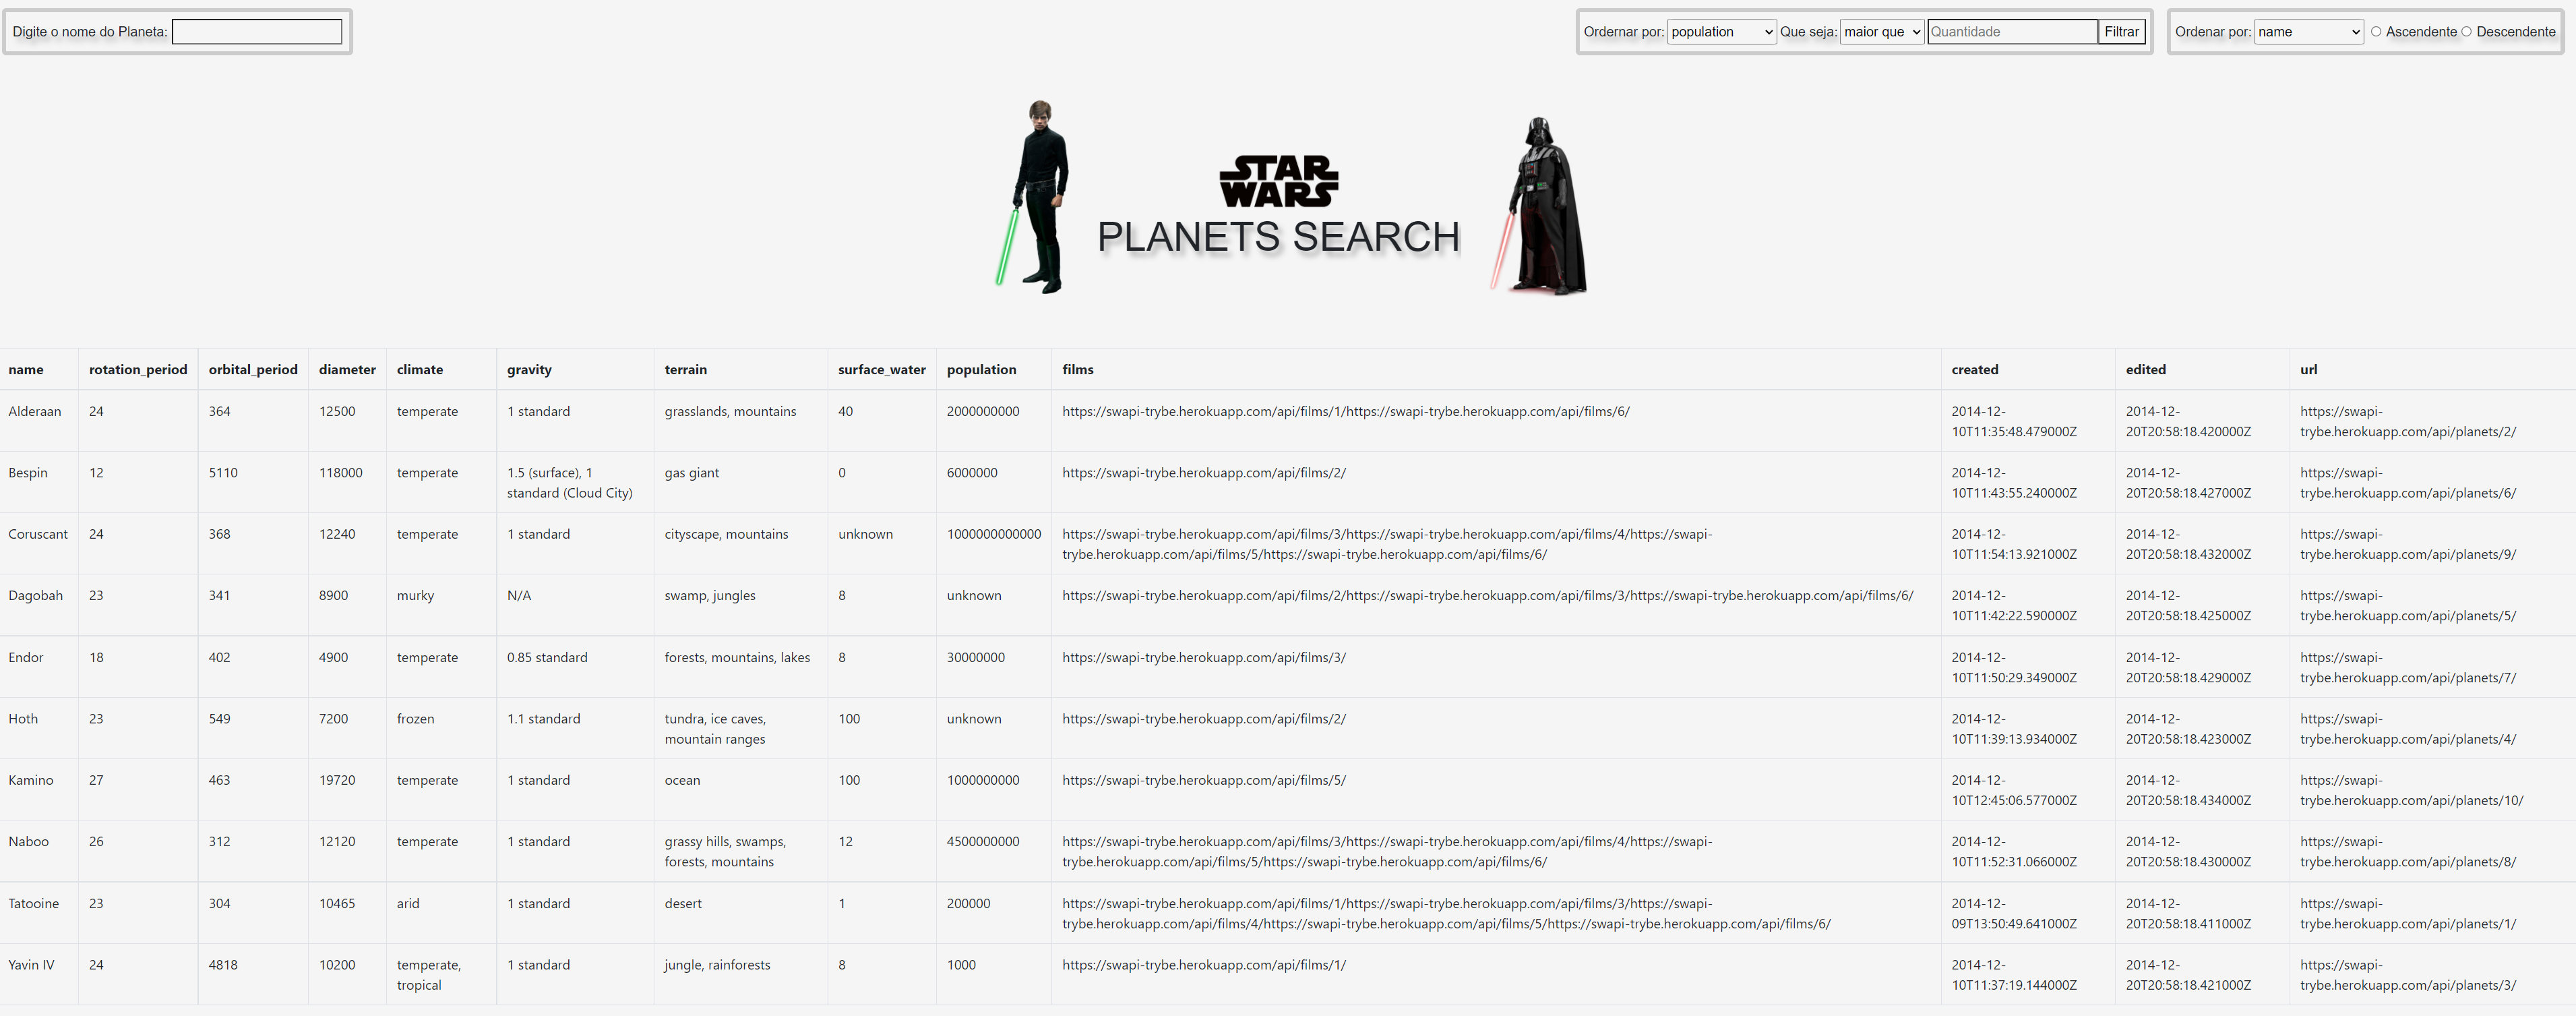 Digite o nome do Planeta:
Ordernar por: population Que seja: maior que Quantidade Filtrar
Ordenar por: name Ascendente Descendente
STAR
WARS
PLANETS SEARCH
name rotation_period orbital_period diameter climate gravity terrain surface_water population films created edited url
Alderaan 24 364 12500 temperate 1 standard grasslands, mountains 40 2000000000 https://swapi-trybe.herokuapp.com/api/films/1/https://swapi-trybe.herokuapp.com/api/films/6/ 2014-12- 2014-12- https://swapi-
10T11:35:48.479000Z 20T20:58:18.420000Z trybe.herokuapp.com/api/planets/2/
Bespin 12 5110 118000 temperate 1.5 (surface), 1 gas giant 0 6000000 https://swapi-trybe.herokuapp.com/api/films/2/ 2014-12- 2014-12- https://swapi-
standard (Cloud City) 10T11:43:55.240000Z 20T20:58:18.427000Z trybe.herokuapp.com/api/planets/6/
Coruscant 24 368 12240 temperate 1 standard cityscape, mountains unknown 1000000000000 https://swapi-trybe.herokuapp.com/api/films/3/https://swapi-trybe.herokuapp.com/api/films/4/https://swapi- 2014-12- 2014-12- https://swapi-
trybe.herokuapp.com/api/films/5/https://swapi-trybe.herokuapp.com/api/films/6/ 10T11:54:13.921000Z 20T20:58:18.432000Z trybe.herokuapp.com/api/planets/9/
Dagobah 23 341 8900 murky N/A swamp, jungles 8 unknown https://swapi-trybe.herokuapp.com/api/films/2/https://swapi-trybe.herokuapp.com/api/films/3/https://swapi-trybe.herokuapp.com/api/films/6/ 2014-12- 2014-12- https://swapi-
10T11:42:22.590000Z 20T20:58:18.425000Z trybe.herokuapp.com/api/planets/5/
Endor 18 402 4900 temperate 0.85 standard forests, mountains, lakes 8 30000000 https://swapi-trybe.herokuapp.com/api/films/3/ 2014-12- 2014-12- https://swapi-
10T11:50:29.349000Z 20T20:58:18.429000Z trybe.herokuapp.com/api/planets/7/
Hoth 23 549 7200 frozen 1.1 standard tundra, ice caves, 100 unknown https://swapi-trybe.herokuapp.com/api/films/2/ 2014-12- 2014-12- https://swapi-
mountain ranges 10T11:39:13.934000Z 20T20:58:18.423000Z trybe.herokuapp.com/api/planets/4/
Kamino 27 463 19720 temperate 1 standard ocean 100 1000000000 https://swapi-trybe.herokuapp.com/api/films/5/ 2014-12- 2014-12- https://swapi-
10T12:45:06.577000Z 20T20:58:18.434000Z trybe.herokuapp.com/api/planets/10/
Naboo 26 312 12120 temperate 1 standard grassy hills, swamps, 12 4500000000 https://swapi-trybe.herokuapp.com/api/films/3/https://swapi-trybe.herokuapp.com/api/films/4/https://swapi- 2014-12- 2014-12- https://swapi-
forests, mountains trybe.herokuapp.com/api/films/5/https://swapi-trybe.herokuapp.com/api/films/6/ 10T11:52:31.066000Z 20T20:58:18.430000Z trybe.herokuapp.com/api/planets/8/
Tatooine 23 304 10465 arid 1 standard desert 1 200000 https://swapi-trybe.herokuapp.com/api/films/1/https://swapi-trybe.herokuapp.com/api/films/3/https://swapi- 2014-12- 2014-12- https://swapi-
trybe.herokuapp.com/api/films/4/https://swapi-trybe.herokuapp.com/api/films/5/https://swapi-trybe.herokuapp.com/api/films/6/ 09T13:50:49.641000Z 20T20:58:18.411000Z trybe.herokuapp.com/api/planets/1/
Yavin IV 24 4818 10200 temperate, 1 standard jungle, rainforests 8 1000 https://swapi-trybe.herokuapp.com/api/films/1/ 2014-12- 2014-12- https://swapi-
tropical 10T11:37:19.144000Z 20T20:58:18.421000Z trybe.herokuapp.com/api/planets/3/